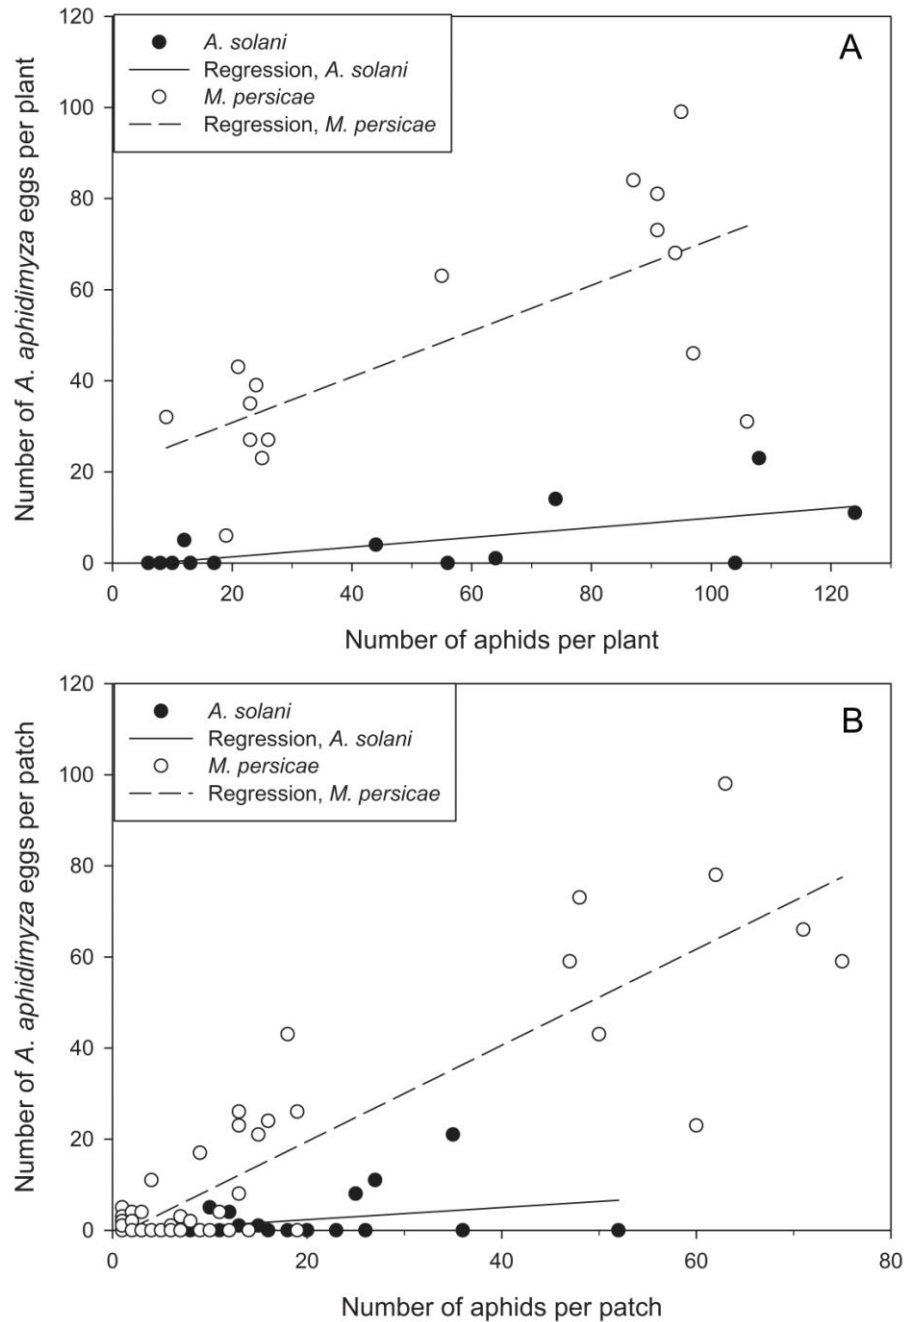 A
A. solani
Regression, A. solani
M. persicae
Regression, M. persicae
Number of A. aphidimyza eggs per plant
120
100
80
60
40
20
0
0 20 40 60 80 100 120
Number of aphids per plant
B
A. solani
Regression, A. solani
M. persicae
Regression, M. persicae
Number of A. aphidimyza eggs per patch
120
100
80
60
40
20
0
0 20 40 60 80
Number of aphids per patch